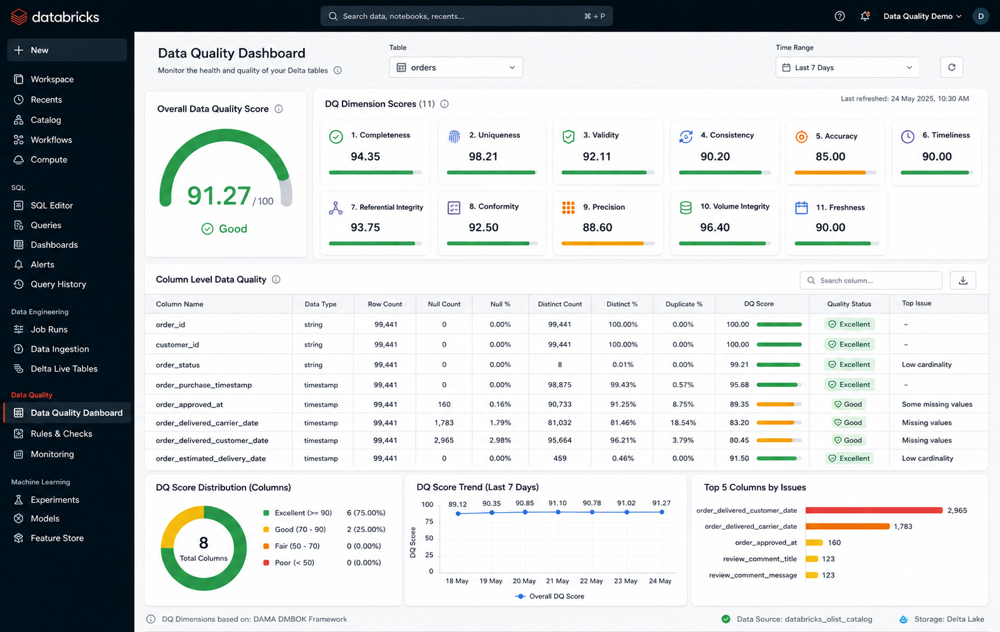 databricks
Search data, notebooks, recents... ⌘ + P
Data Quality Demo D
New
Workspace
Recents
Catalog
Workflows
Compute
SQL
SQL Editor
Queries
Dashboards
Alerts
Query History
Data Engineering
Job Runs
Data Ingestion
Delta Live Tables
Data Quality
Data Quality Dashboard
Rules & Checks
Monitoring
Machine Learning
Experiments
Models
Feature Store
Data Quality Dashboard
Monitor the health and quality of your Delta tables
Table
orders
Time Range
Last 7 Days
Overall Data Quality Score
91.27 /100
Good
DQ Dimension Scores (11)
Last refreshed: 24 May 2025, 10:30 AM
1. Completeness
94.35
2. Uniqueness
98.21
3. Validity
92.11
4. Consistency
90.20
5. Accuracy
85.00
6. Timeliness
90.00
7. Referential Integrity
93.75
8. Conformity
92.50
9. Precision
88.60
10. Volume Integrity
96.40
11. Freshness
90.00
Column Level Data Quality
Search column...
Column Name Data Type Row Count Null Count Null % Distinct Count Distinct % Duplicate % DQ Score Quality Status Top Issue
order_id string 99,441 0 0.00% 99,441 100.00% 0.00% 100.00 Excellent –
customer_id string 99,441 0 0.00% 99,441 100.00% 0.00% 100.00 Excellent –
order_status string 99,441 0 0.00% 8 0.01% 0.00% 99.21 Excellent Low cardinality
order_purchase_timestamp timestamp 99,441 0 0.00% 98,875 99.43% 0.57% 95.68 Excellent –
order_approved_at timestamp 99,441 160 0.16% 90,733 91.25% 8.75% 89.35 Good Some missing values
order_delivered_carrier_date timestamp 99,441 1,783 1.79% 81,032 81.46% 18.54% 83.20 Good Missing values
order_delivered_customer_date timestamp 99,441 2,965 2.98% 95,664 96.21% 3.79% 80.45 Good Missing values
order_estimated_delivery_date timestamp 99,441 0 0.00% 459 0.46% 0.00% 91.50 Excellent Low cardinality
DQ Score Distribution (Columns)
8
Total Columns
Excellent (>= 90) 6 (75.00%)
Good (70 - 90) 2 (25.00%)
Fair (50 - 70) 0 (0.00%)
Poor (< 50) 0 (0.00%)
DQ Score Trend (Last 7 Days)
DQ Score
100
75
50
25
0
89.12 90.35 90.85 91.10 90.78 91.02 91.27
18 May 19 May 20 May 21 May 22 May 23 May 24 May
Overall DQ Score
Top 5 Columns by Issues
order_delivered_customer_date 2,965
order_delivered_carrier_date 1,783
order_approved_at 160
review_comment_title 123
review_comment_message 123
DQ Dimensions based on: DAMA DMBOK Framework
Data Source: databricks_olist_catalog
Storage: Delta Lake